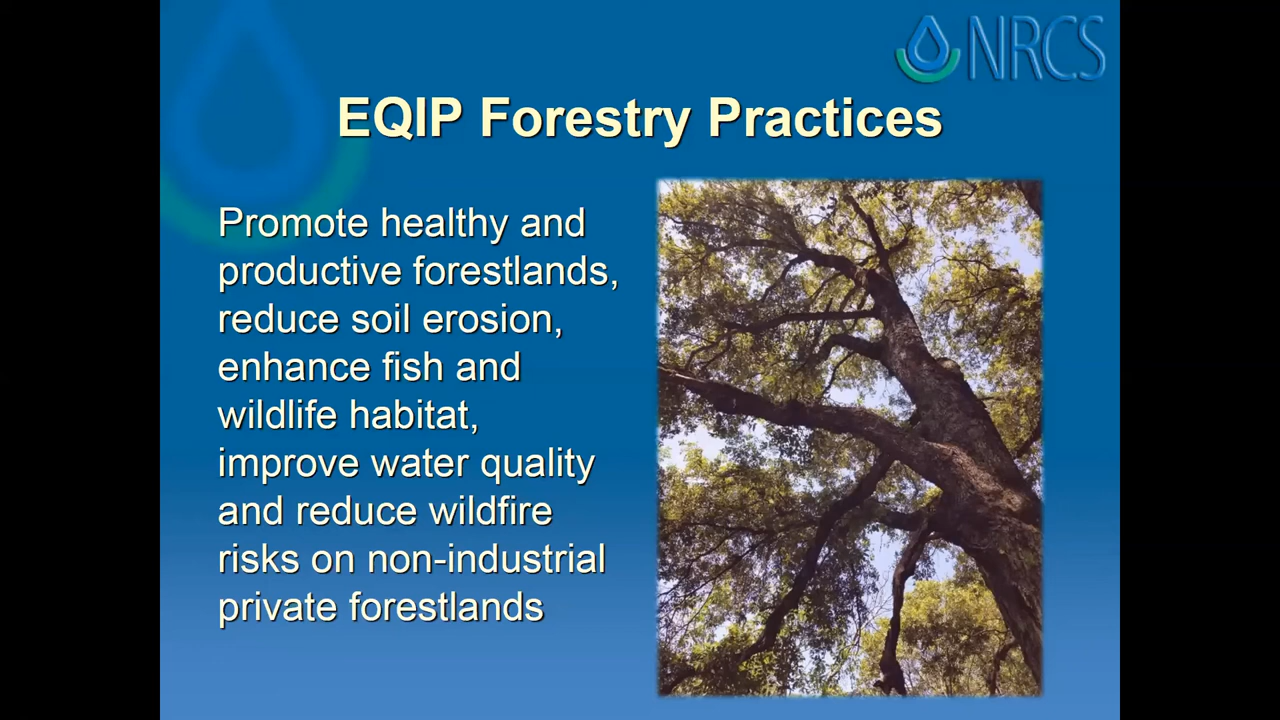 NRCS
EQIP Forestry Practices
Promote healthy and
productive forestlands,
reduce soil erosion,
enhance fish and
wildlife habitat,
improve water quality
and reduce wildfire
risks on non-industrial
private forestlands